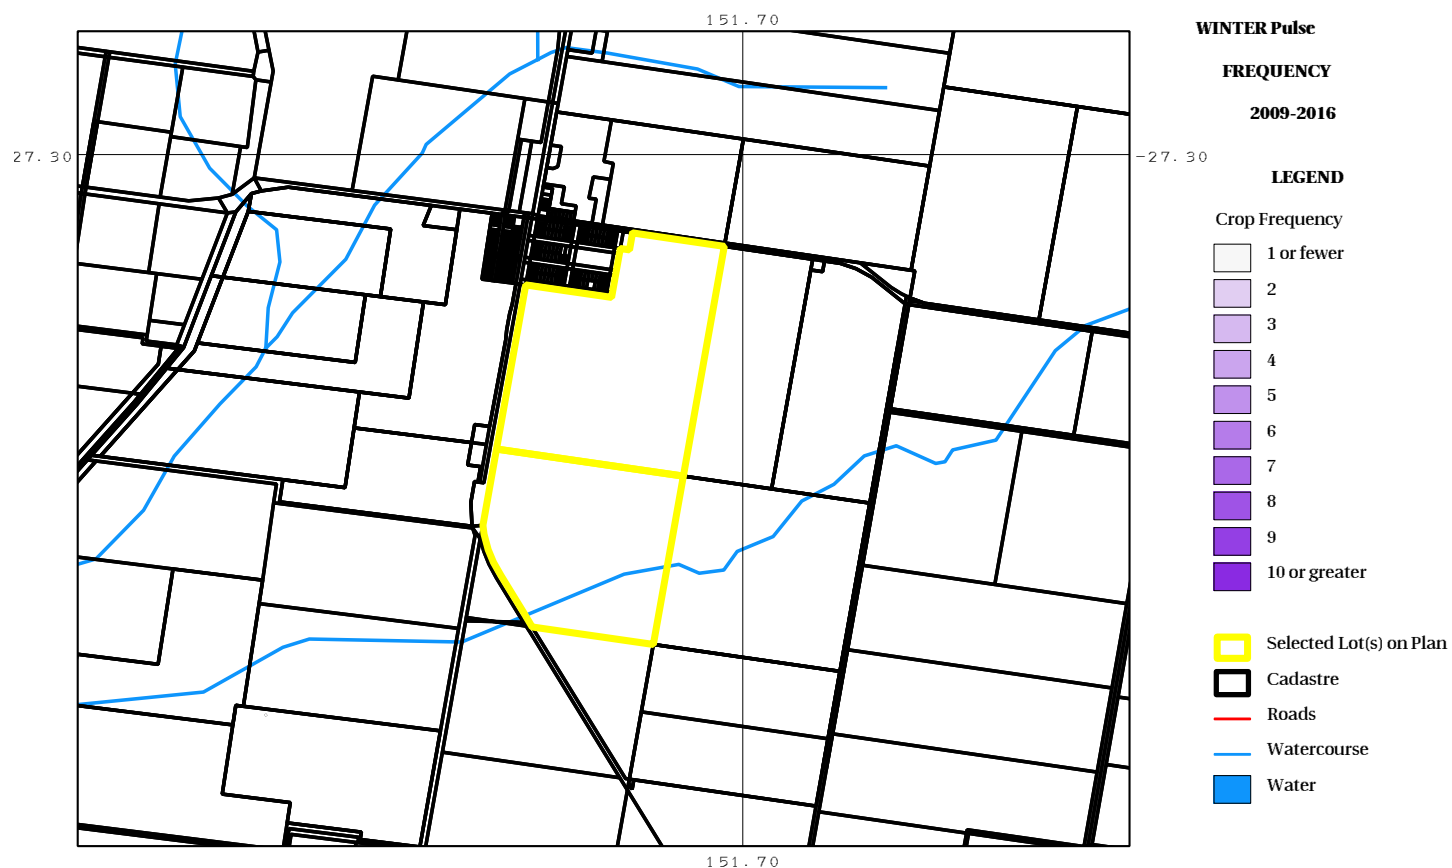 151.70
WINTER Pulse
FREQUENCY
2009-2016
27.30
-27.30
LEGEND
Crop Frequency
1 or fewer
2
3
4
5
6
7
8
9
10 or greater
Selected Lot(s) on Plan
Cadastre
Roads
Watercourse
Water
151.70